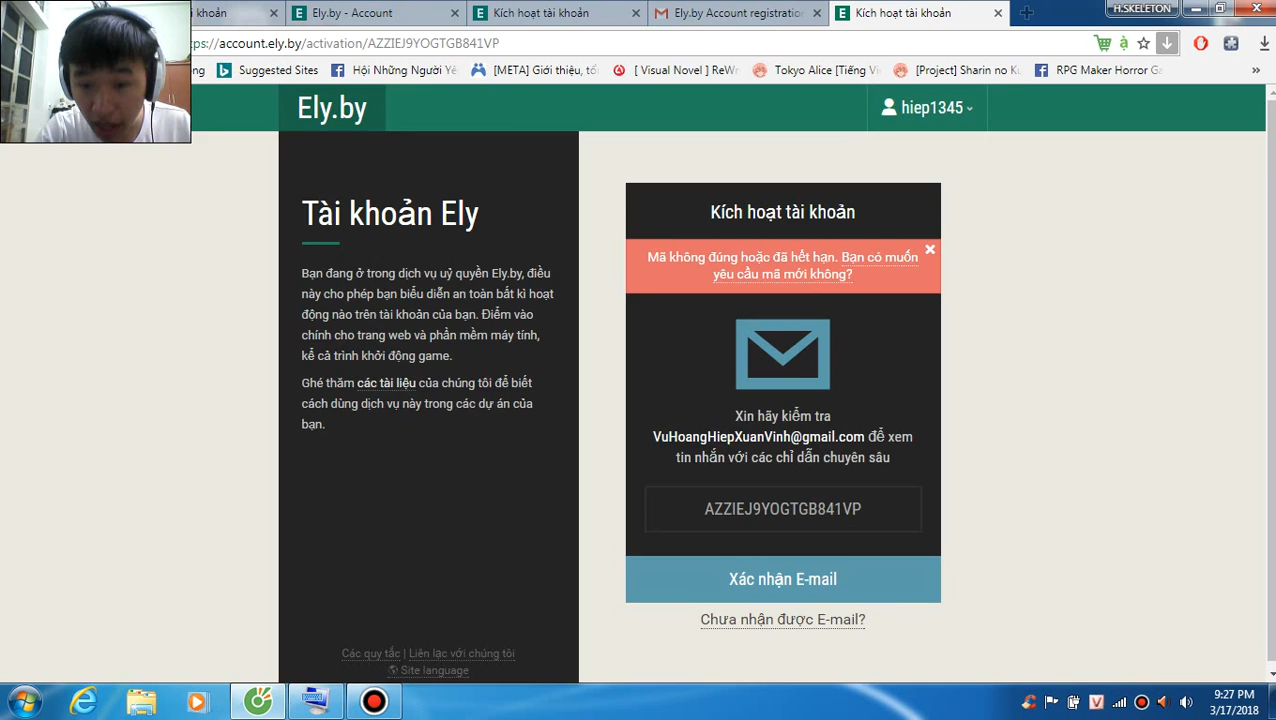 i khoản
Ely.by - Account
Kích hoạt tài khoản
Ely.by Account registration
Kích hoạt tài khoản
H.SKELETON
ps://account.ely.by/activation/AZZIEJ9YOGTGB841VP
Suggested Sites
Hội Những Người Yê
[META] Giới thiệu, tổ
[ Visual Novel ] ReWr
Tokyo Alice [Tiếng V
[Project] Sharin no Ku
RPG Maker Horror Ga
»
Ely.by
hiep1345
Tài khoản Ely
Bạn đang ở trong dịch vụ uỷ quyền Ely.by, điều
này cho phép bạn biểu diễn an toàn bất kì hoạt
động nào trên tài khoản của bạn. Điểm vào
chính cho trang web và phần mềm máy tính,
kể cả trình khởi động game.
Ghé thăm các tài liệu của chúng tôi để biết
cách dùng dịch vụ này trong các dự án của
bạn.
Các quy tắc | Liên lạc với chúng tôi
Site language
Kích hoạt tài khoản
Mã không đúng hoặc đã hết hạn. Bạn có muốn
yêu cầu mã mới không?
Xin hãy kiểm tra
VuHoangHiepXuanVinh@gmail.com để xem
tin nhắn với các chỉ dẫn chuyên sâu
AZZIEJ9YOGTGB841VP
Xác nhận E-mail
Chưa nhận được E-mail?
9:27 PM
3/17/2018